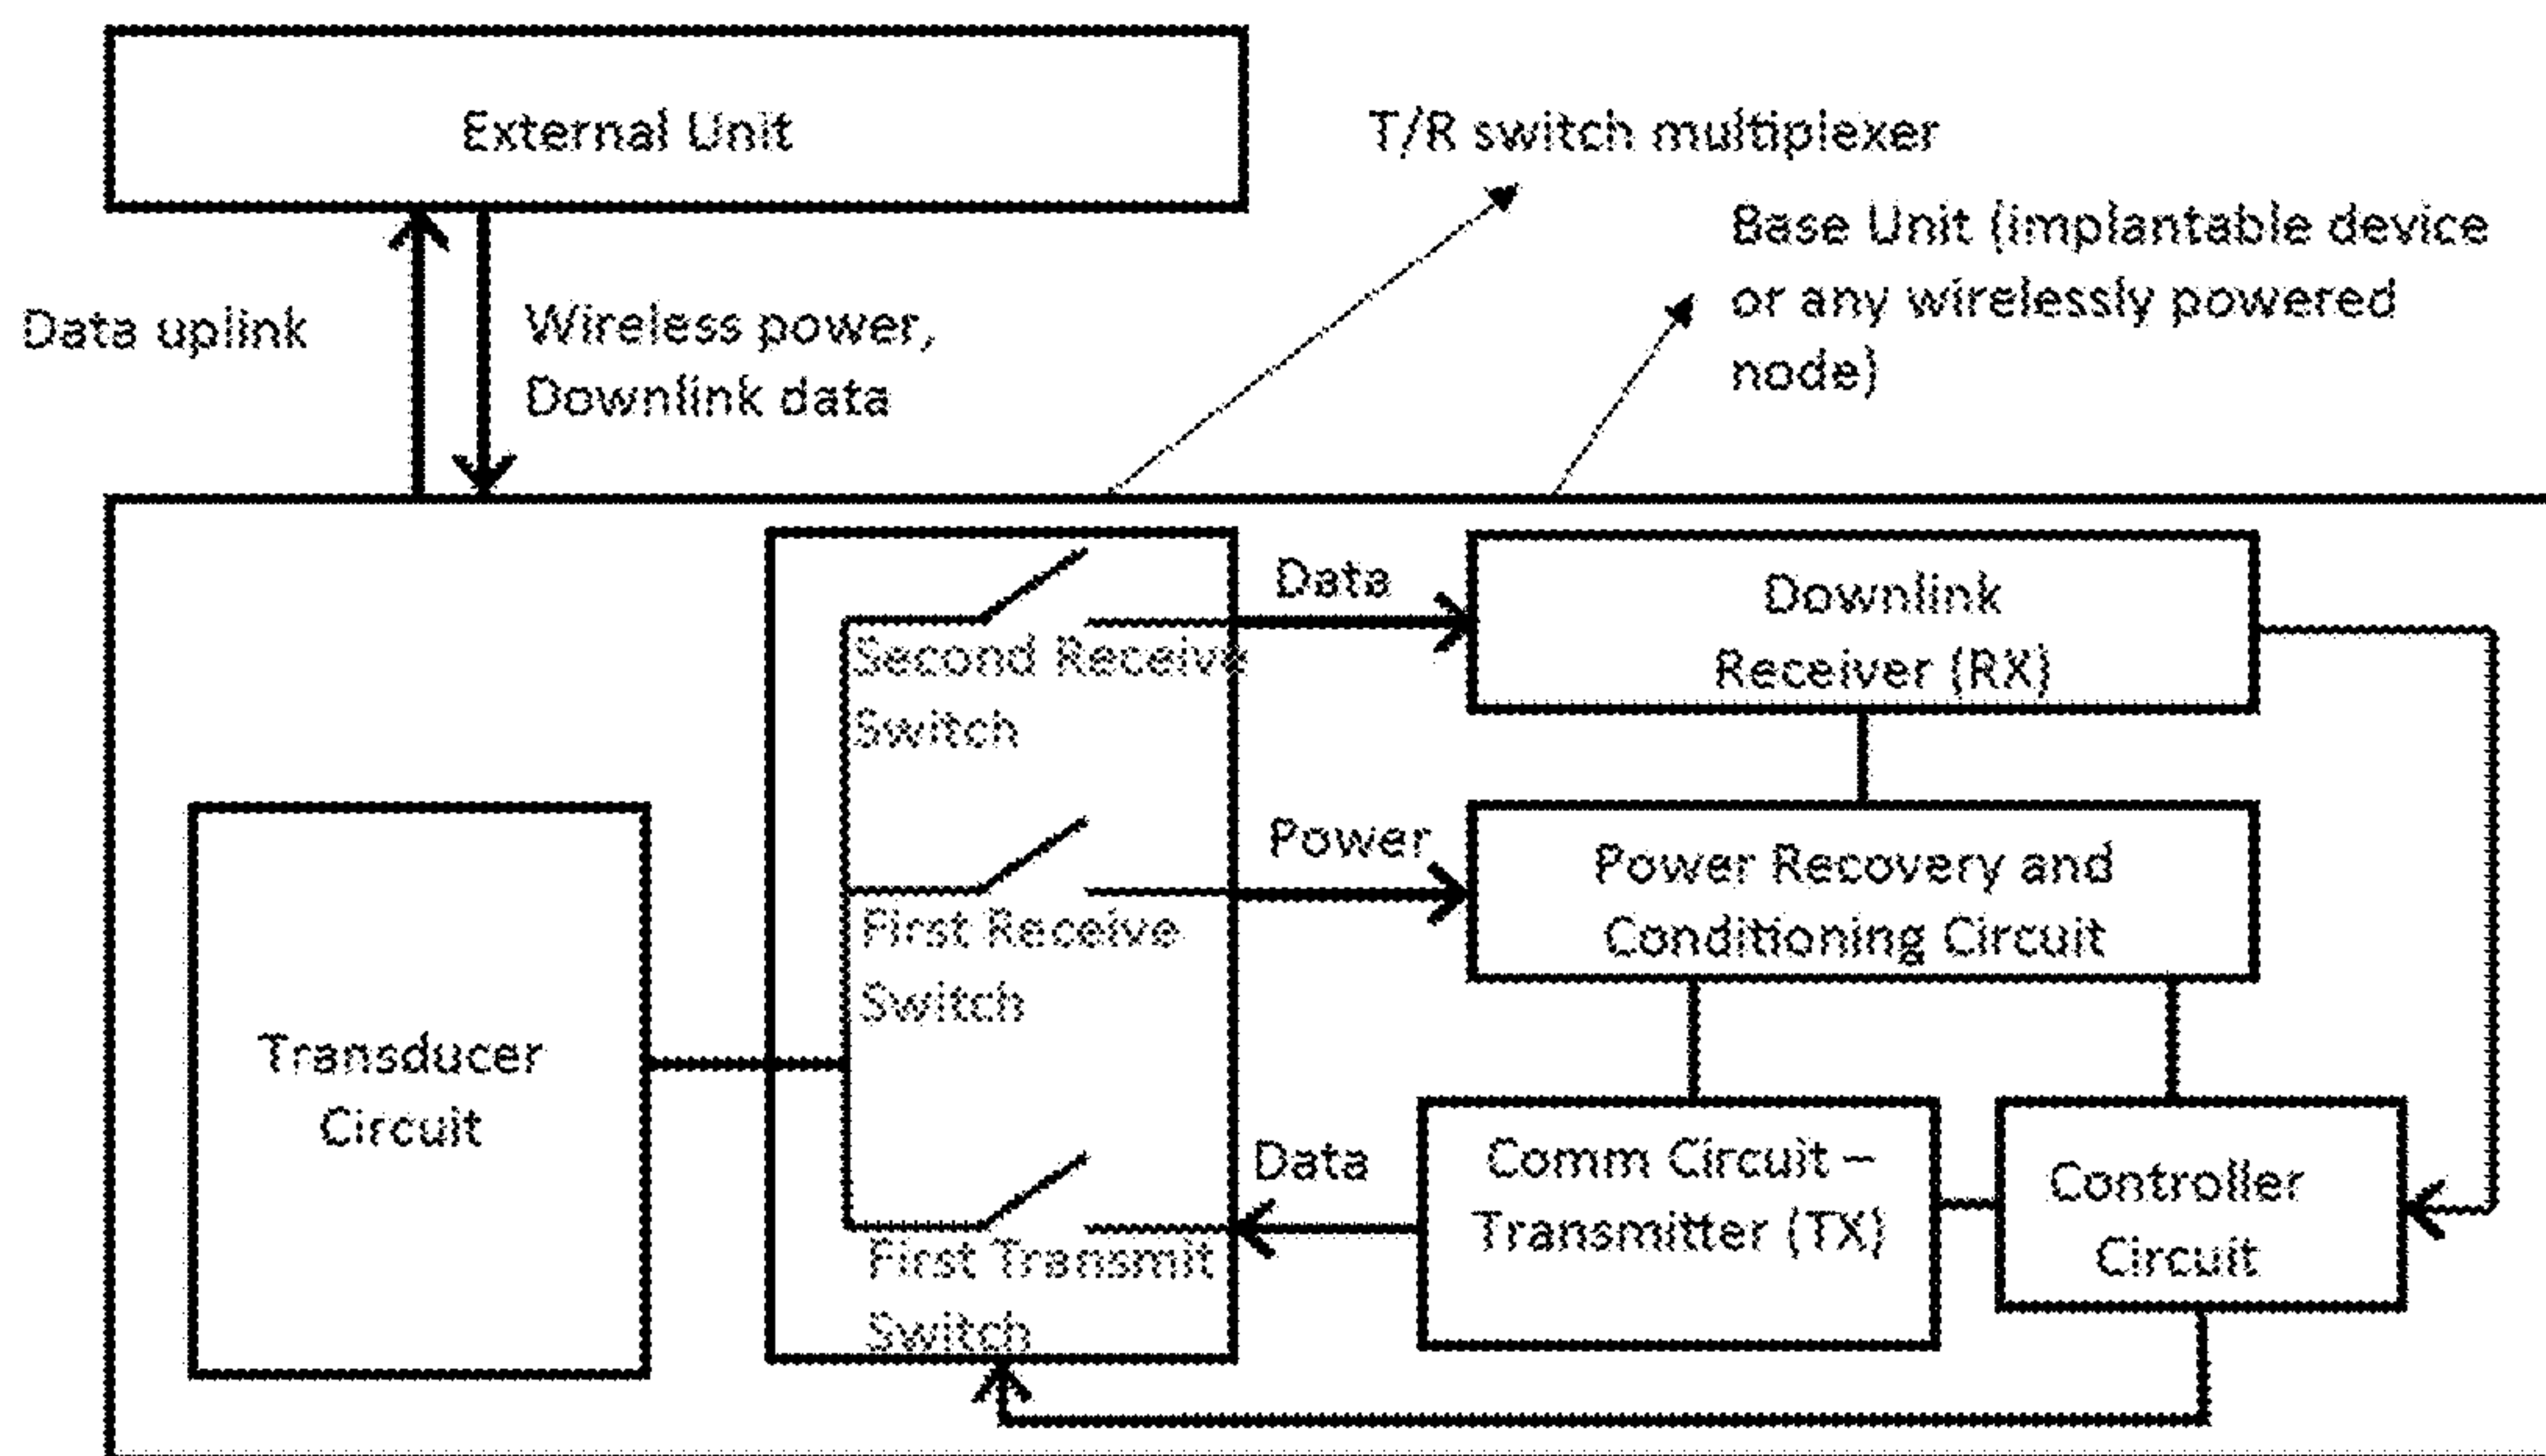 External Unit
T/R switch multiplexer
Base Unit (implantable device
or any wirelessly powered
node)
Data uplink
Wireless power,
Downlink data
Data
Downlink
Receiver (RX)
Second Receive
Switch
Power
Power Recovery and
Conditioning Circuit
First Receive
Switch
Transducer
Circuit
Data
Comm Circuit –
Transmitter (TX)
Controller
Circuit
First Transmit
Switch